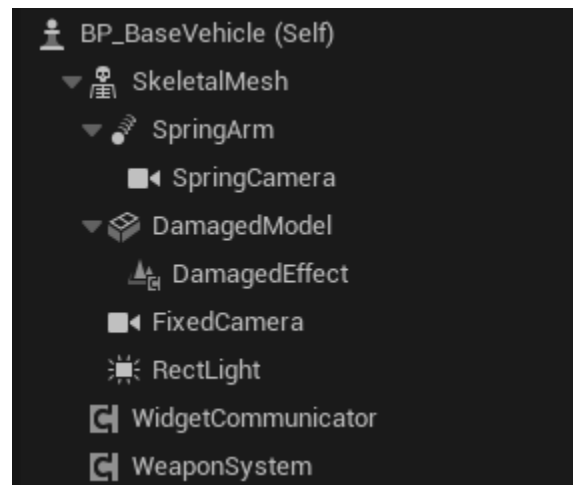 BP_BaseVehicle (Self)
SkeletalMesh
SpringArm
SpringCamera
DamagedModel
DamagedEffect
FixedCamera
RectLight
WidgetCommunicator
WeaponSystem